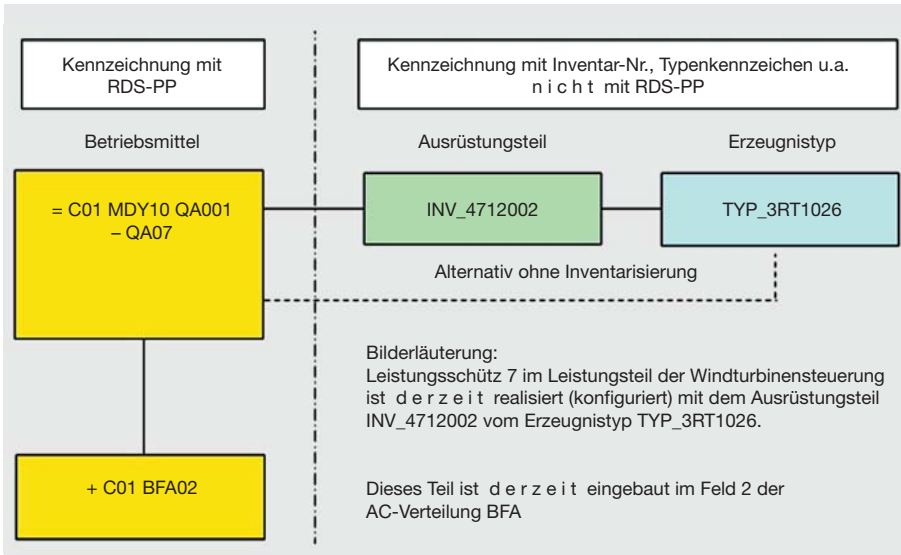 Kennzeichnung mit
RDS-PP
Kennzeichnung mit Inventar-Nr., Typenkennzeichen u.a.
n i c h t mit RDS-PP
Betriebsmittel
Ausrüstungsteil
Erzeugnistyp
= C01 MDY10 QA001
– QA07
INV_4712002
TYP_3RT1026
Alternativ ohne Inventarisierung
Bilderläuterung:
Leistungsschütz 7 im Leistungsteil der Windturbinensteuerung
ist d e r z e i t realisiert (konfiguriert) mit dem Ausrüstungsteil
INV_4712002 vom Erzeugnistyp TYP_3RT1026.
+ C01 BFA02
Dieses Teil ist d e r z e i t eingebaut im Feld 2 der
AC-Verteilung BFA